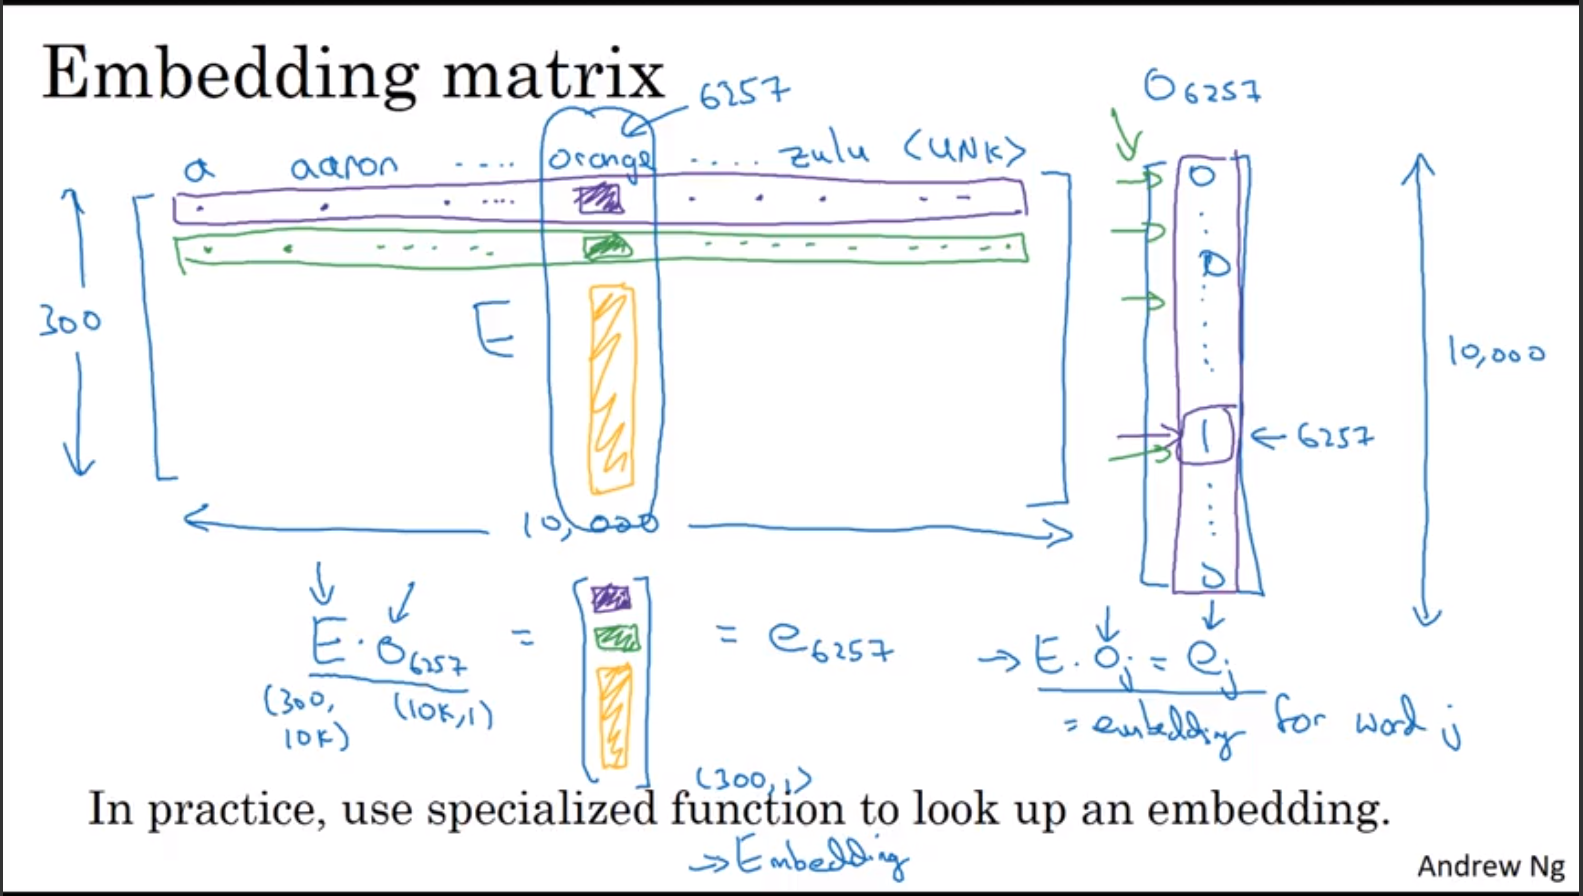 Embedding matrix
6257
O6257
a aaron ..... orange ..... zulu <UNK>
0
0
300
E
10,000
1 ← 6257
10,000
0
E · O6257 = [ ] = e6257
(300, 10K) (10K, 1)
(300, 1)
→ E · Oj = ej
= embedding for word j
In practice, use specialized function to look up an embedding.
→ Embedding
Andrew Ng